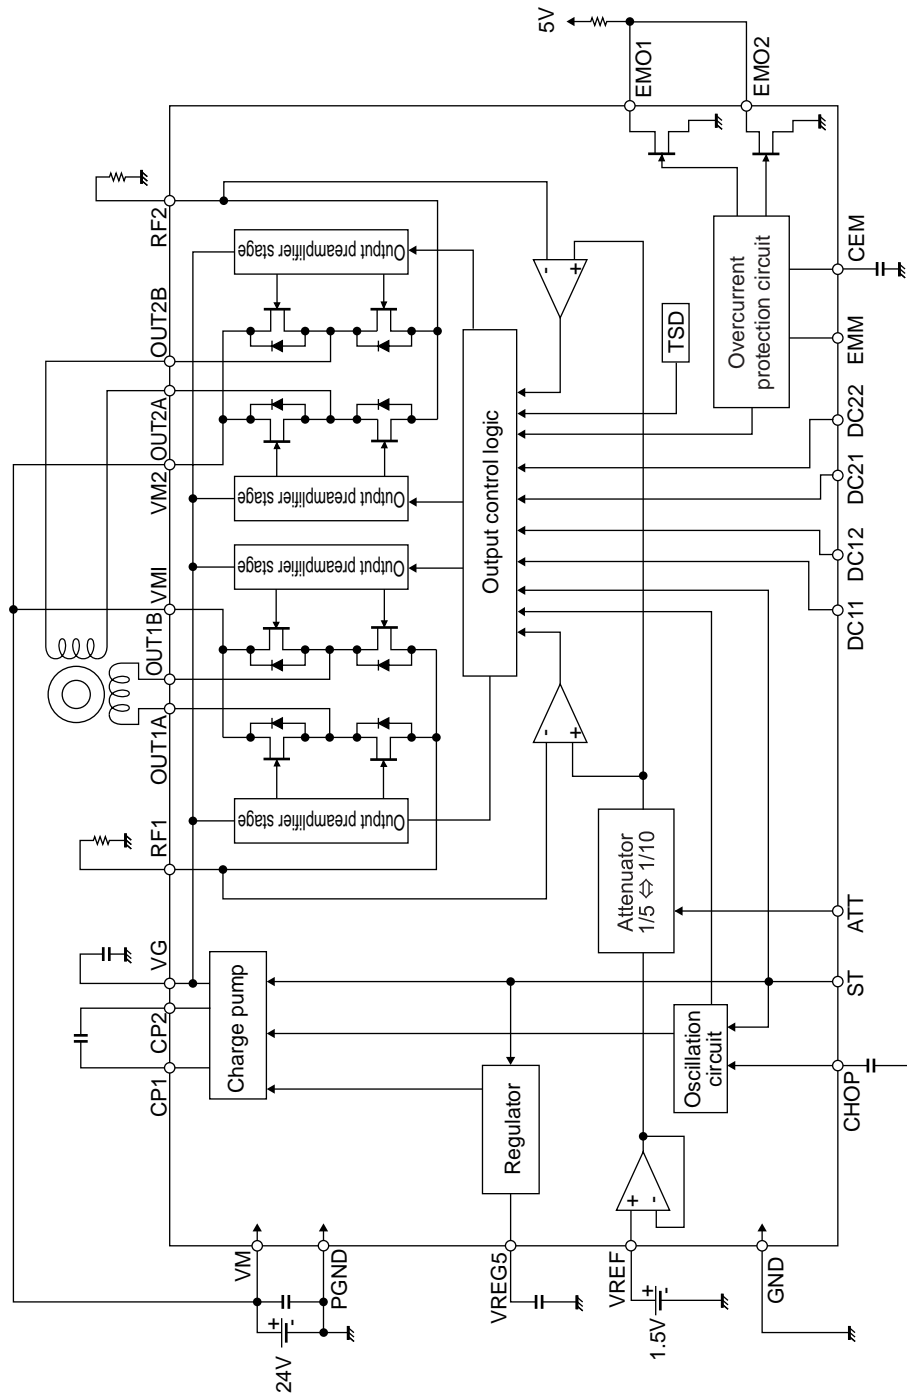 5V
EMO1
EMO2
RF2
OUT2B
OUT2A
VM2
VMI
OUT1B
OUT1A
RF1
VG
CP2
CP1
Output preamplifier stage
Output preamplifier stage
Output preamplifier stage
Output preamplifier stage
-
+
-
+
TSD
Output control logic
Overcurrent
protection circuit
CEM
EMM
DC22
DC21
DC12
DC11
Attenuator
1/5 ⇔ 1/10
ATT
ST
Charge pump
Oscillation
circuit
CHOP
Regulator
+
-
VM
PGND
VREG5
VREF
GND
+
-
24V
+
-
1.5V